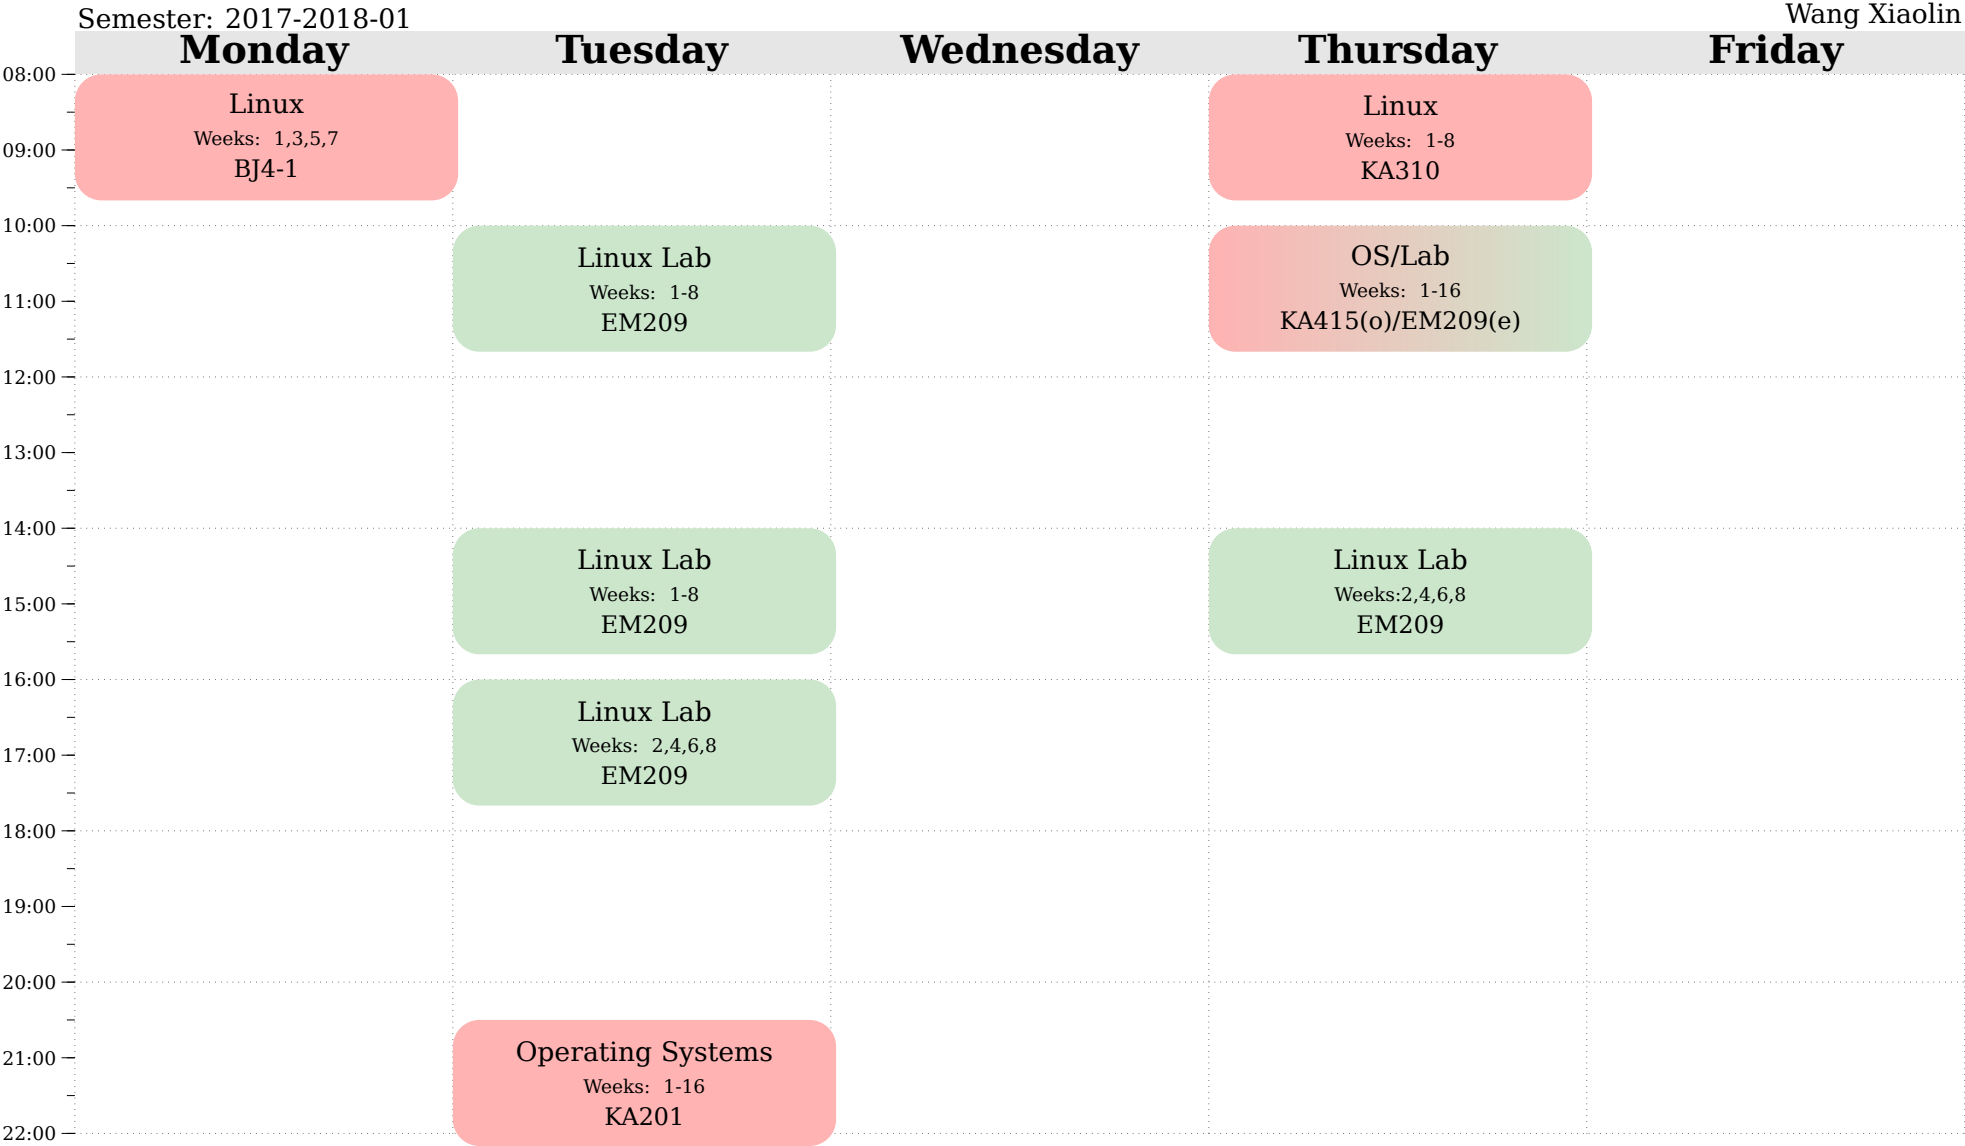 Semester: 2017-2018-01
Wang Xiaolin
Monday Tuesday Wednesday Thursday Friday
08:00
Linux
Weeks: 1,3,5,7
BJ4-1
Linux
Weeks: 1-8
KA310
09:00
10:00
Linux Lab
Weeks: 1-8
EM209
OS/Lab
Weeks: 1-16
KA415(o)/EM209(e)
11:00
12:00
13:00
14:00
Linux Lab
Weeks: 1-8
EM209
Linux Lab
Weeks:2,4,6,8
EM209
15:00
16:00
Linux Lab
Weeks: 2,4,6,8
EM209
17:00
18:00
19:00
20:00
Operating Systems
Weeks: 1-16
KA201
21:00
22:00